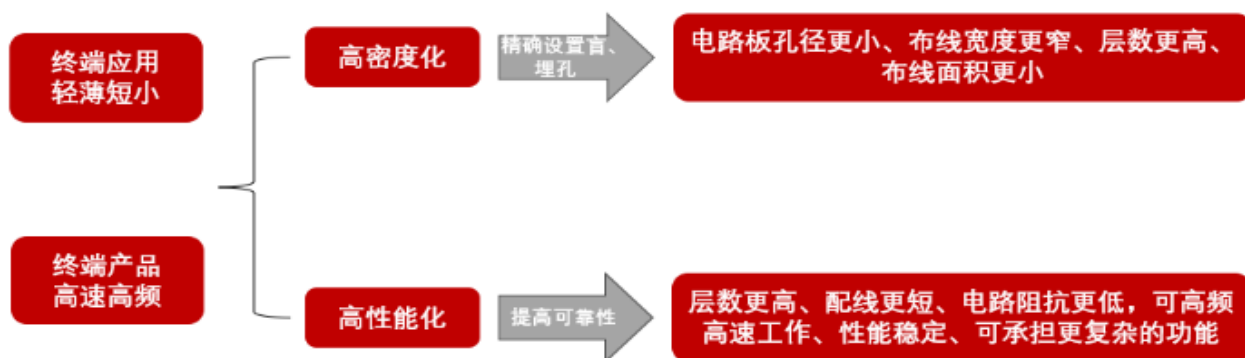 终端应用
轻薄短小
高密度化
精确设置盲、
埋孔
电路板孔径更小、布线宽度更窄、层数更高、
布线面积更小
终端产品
高速高频
高性能化
提高可靠性
层数更高、配线更短、电路阻抗更低，可高频
高速工作、性能稳定、可承担更复杂的功能